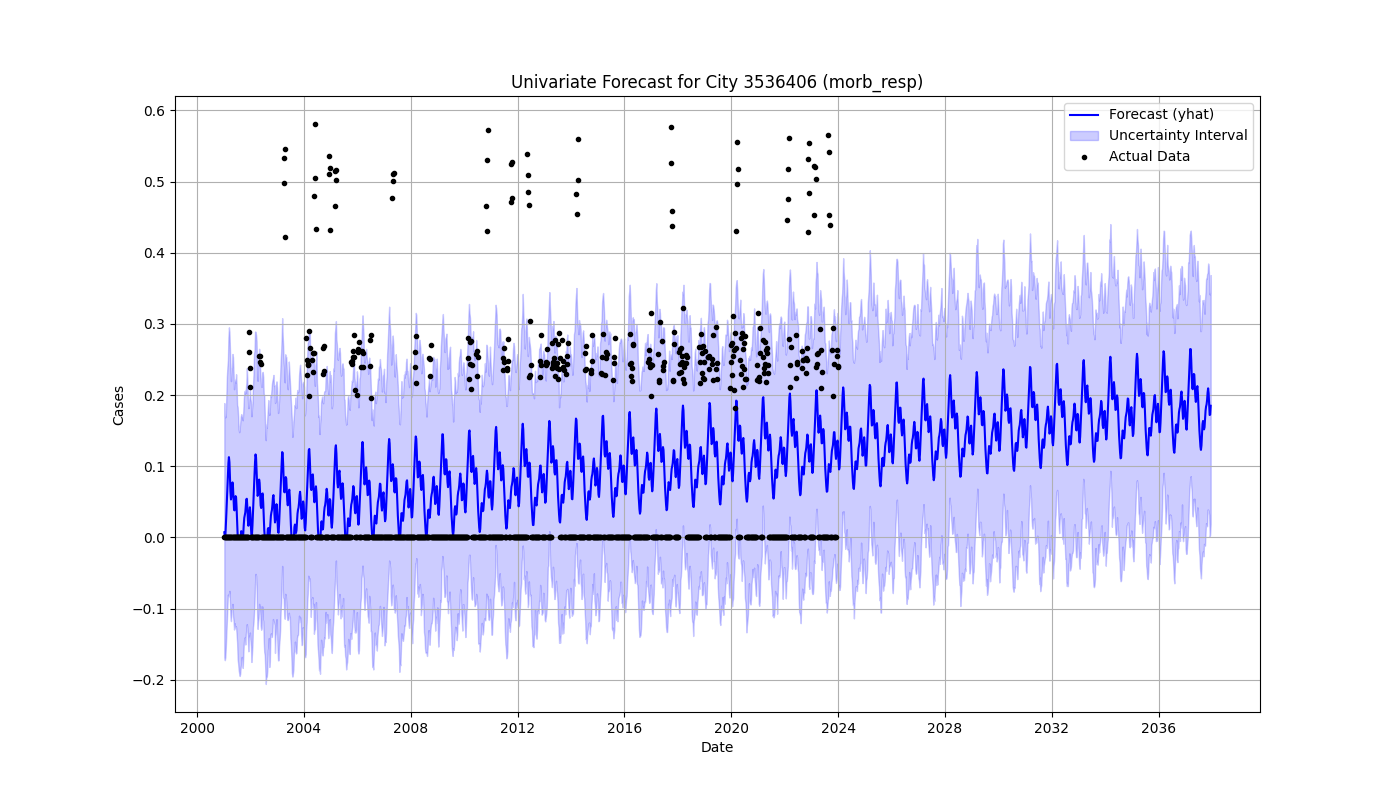 Univariate Forecast for City 3536406 (morb_resp)
Forecast (yhat)
Uncertainty Interval
Actual Data
Cases
0.6
0.5
0.4
0.3
0.2
0.1
0.0
−0.1
−0.2
2000 2004 2008 2012 2016 2020 2024 2028 2032 2036
Date